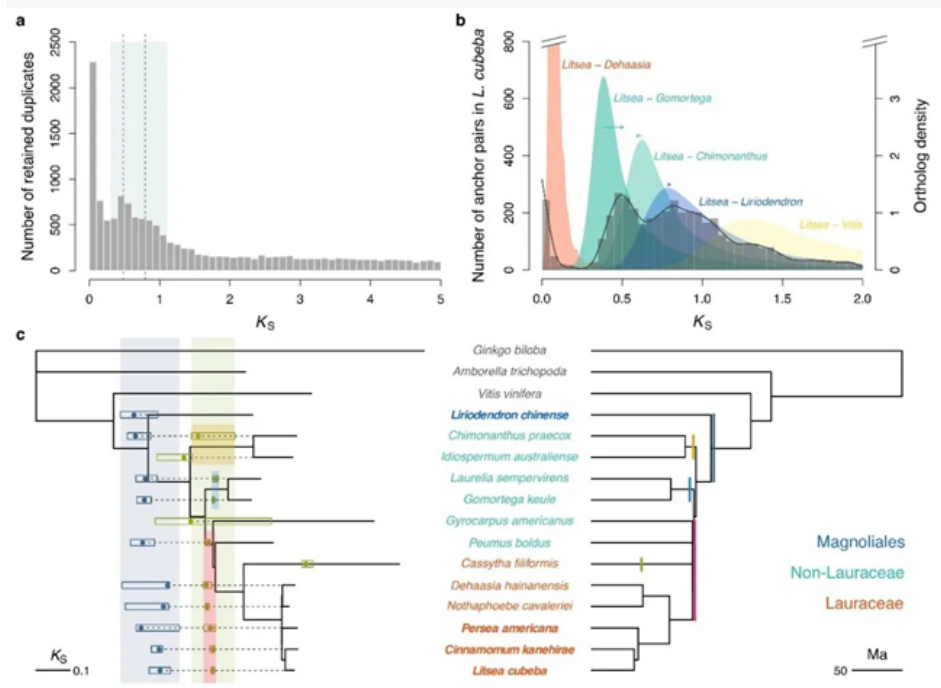 a
Number of retained duplicates
2500
2000
1500
1000
500
0
0 1 2 3 4 5
KS
b
Number of anchor pairs in L. cubeba
800
600
400
200
0
Litsea – Dehaasia
Litsea – Gomortega
Litsea – Chimonanthus
Litsea – Liriodendron
Litsea – Vitis
3
2
1
0
Ortholog density
0.0 0.5 1.0 1.5 2.0
KS
c
Ginkgo biloba
Amborella trichopoda
Vitis vinifera
Liriodendron chinense
Chimonanthus praecox
Idiospermum australiense
Laurelia sempervirens
Gomortega keule
Gyrocarpus americanus
Peumus boldus
Cassytha filiformis
Dehaasia hainanensis
Nothaphoebe cavaleriei
Persea americana
Cinnamomum kanehirae
Litsea cubeba
Magnoliales
Non-Lauraceae
Lauraceae
KS
0.1
Ma
50